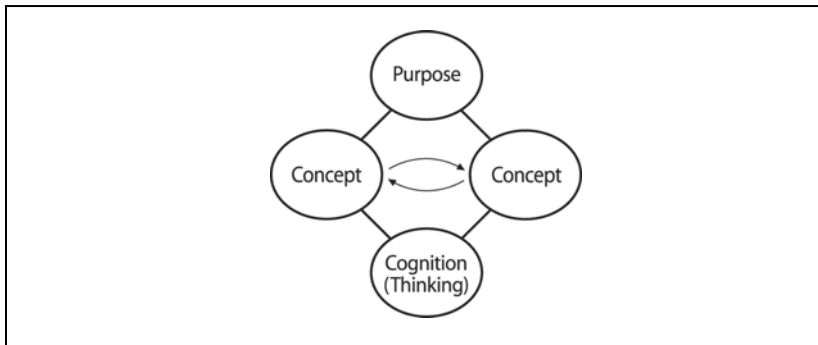 Purpose
Concept
Concept
Cognition
(Thinking)